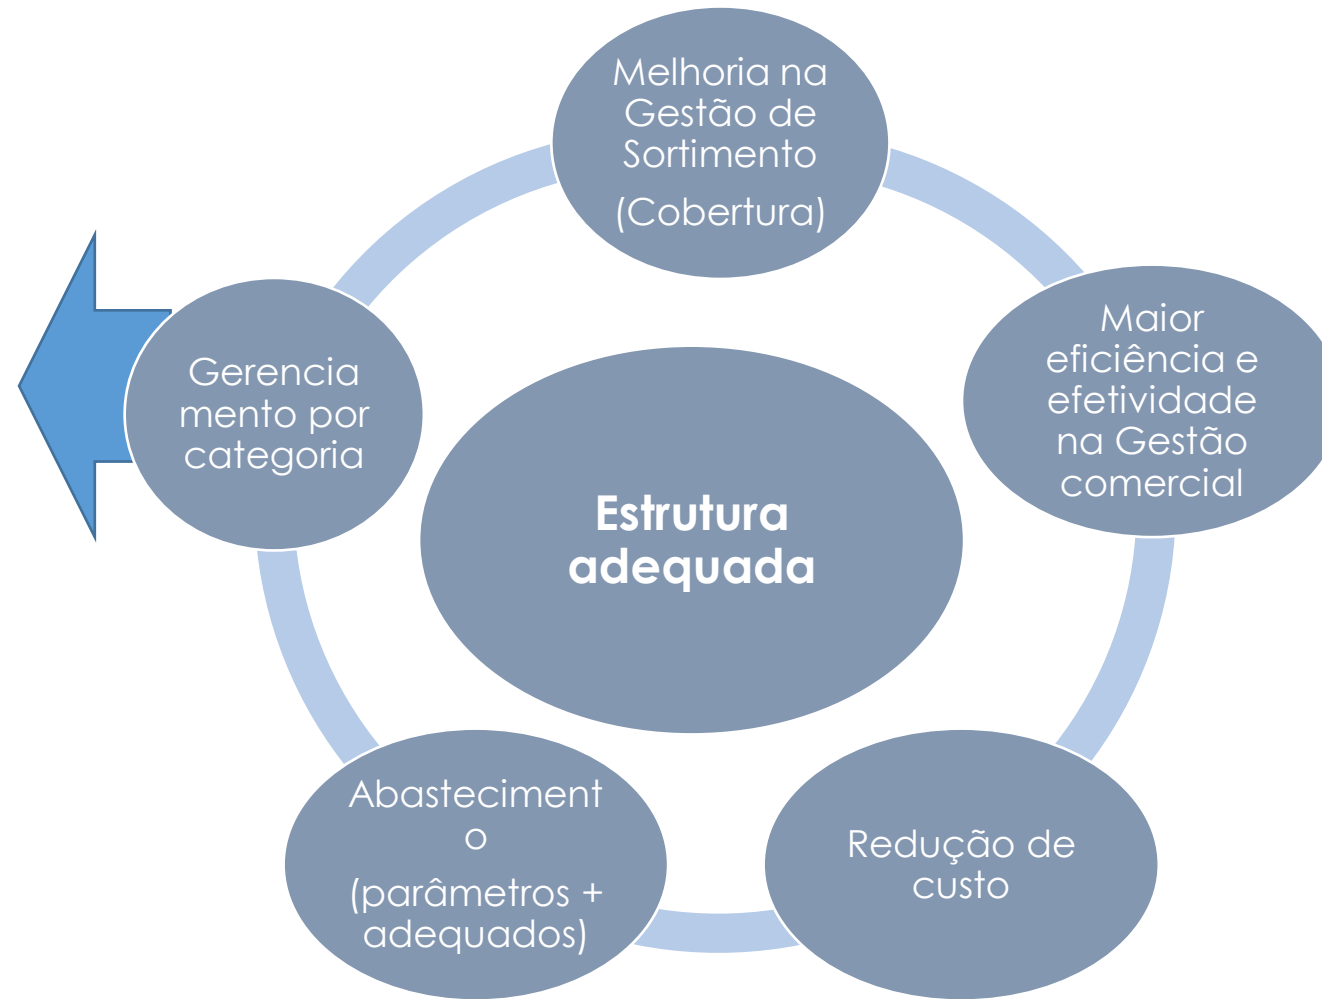 Melhoria na
Gestão de
Sortimento
(Cobertura)
Maior
eficiência e
efetividade
na Gestão
comercial
Redução de
custo
Abasteciment
o
(parâmetros +
adequados)
Gerencia
mento por
categoria
Estrutura
adequada